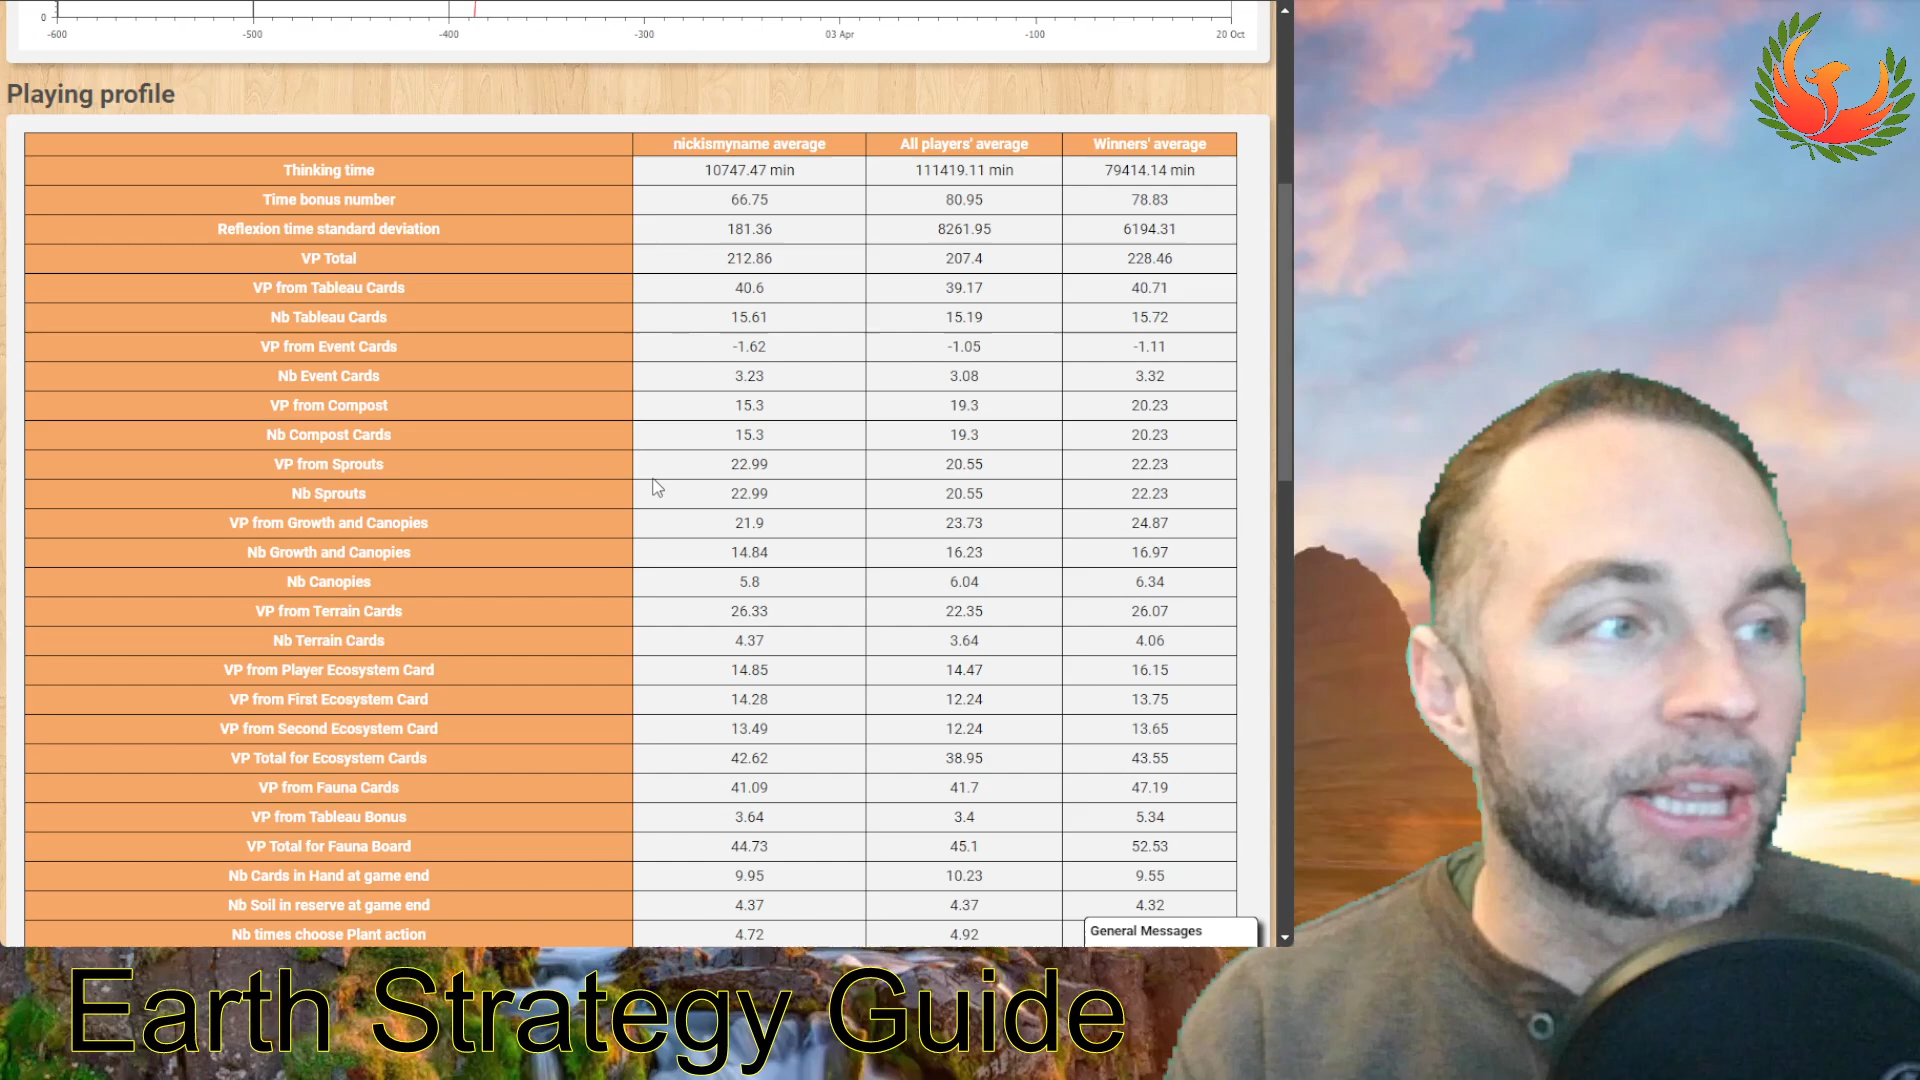 0
-600 -500 -400 -300 03 Apr -100 20 Oct
Playing profile
nickismyname average All players' average Winners' average
Thinking time 10747.47 min 111419.11 min 79414.14 min
Time bonus number 66.75 80.95 78.83
Reflexion time standard deviation 181.36 8261.95 6194.31
VP Total 212.86 207.4 228.46
VP from Tableau Cards 40.6 39.17 40.71
Nb Tableau Cards 15.61 15.19 15.72
VP from Event Cards -1.62 -1.05 -1.11
Nb Event Cards 3.23 3.08 3.32
VP from Compost 15.3 19.3 20.23
Nb Compost Cards 15.3 19.3 20.23
VP from Sprouts 22.99 20.55 22.23
Nb Sprouts 22.99 20.55 22.23
VP from Growth and Canopies 21.9 23.73 24.87
Nb Growth and Canopies 14.84 16.23 16.97
Nb Canopies 5.8 6.04 6.34
VP from Terrain Cards 26.33 22.35 26.07
Nb Terrain Cards 4.37 3.64 4.06
VP from Player Ecosystem Card 14.85 14.47 16.15
VP from First Ecosystem Card 14.28 12.24 13.75
VP from Second Ecosystem Card 13.49 12.24 13.65
VP Total for Ecosystem Cards 42.62 38.95 43.55
VP from Fauna Cards 41.09 41.7 47.19
VP from Tableau Bonus 3.64 3.4 5.34
VP Total for Fauna Board 44.73 45.1 52.53
Nb Cards in Hand at game end 9.95 10.23 9.55
Nb Soil in reserve at game end 4.37 4.37 4.32
Nb times choose Plant action 4.72 4.92
General Messages
Earth Strategy Guide